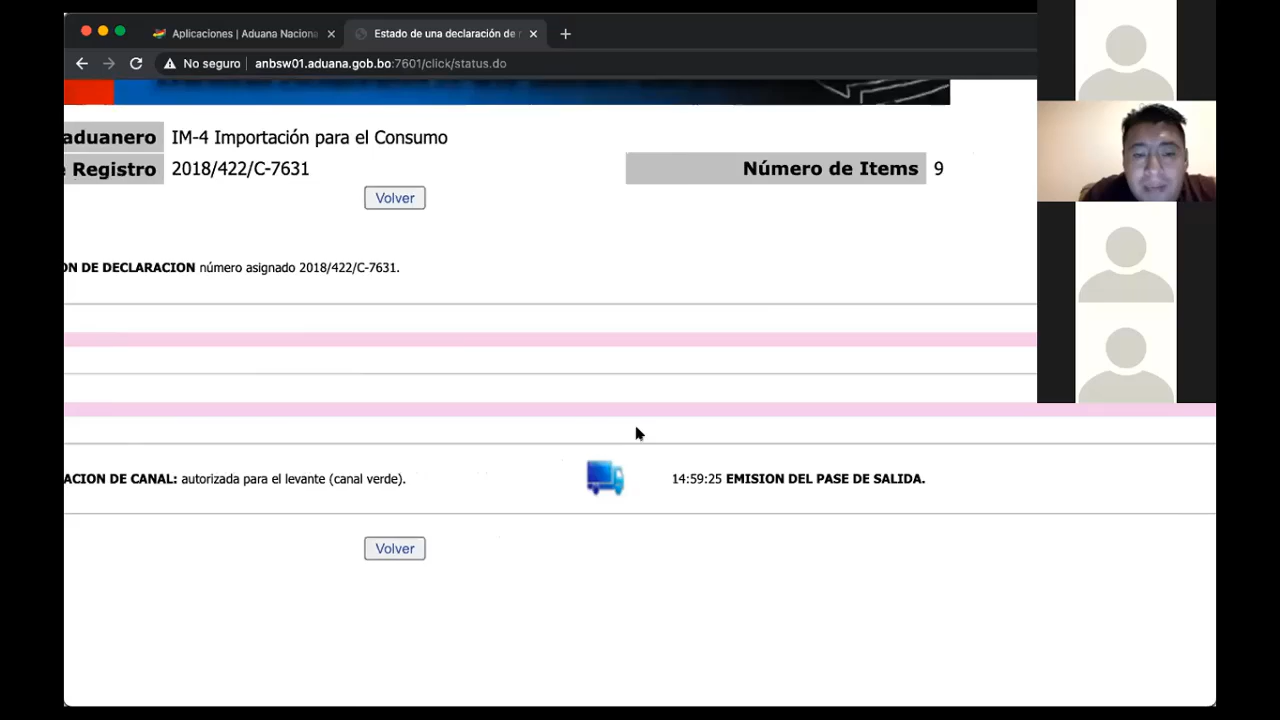 Aplicaciones | Aduana Naciona
Estado de una declaración de
No seguro
anbsw01.aduana.gob.bo:7601/click/status.do
aduanero IM-4 Importación para el Consumo
e Registro 2018/422/C-7631
Número de Items 9
Volver
ON DE DECLARACION número asignado 2018/422/C-7631.
ACION DE CANAL: autorizada para el levante (canal verde).
14:59:25 EMISION DEL PASE DE SALIDA.
Volver